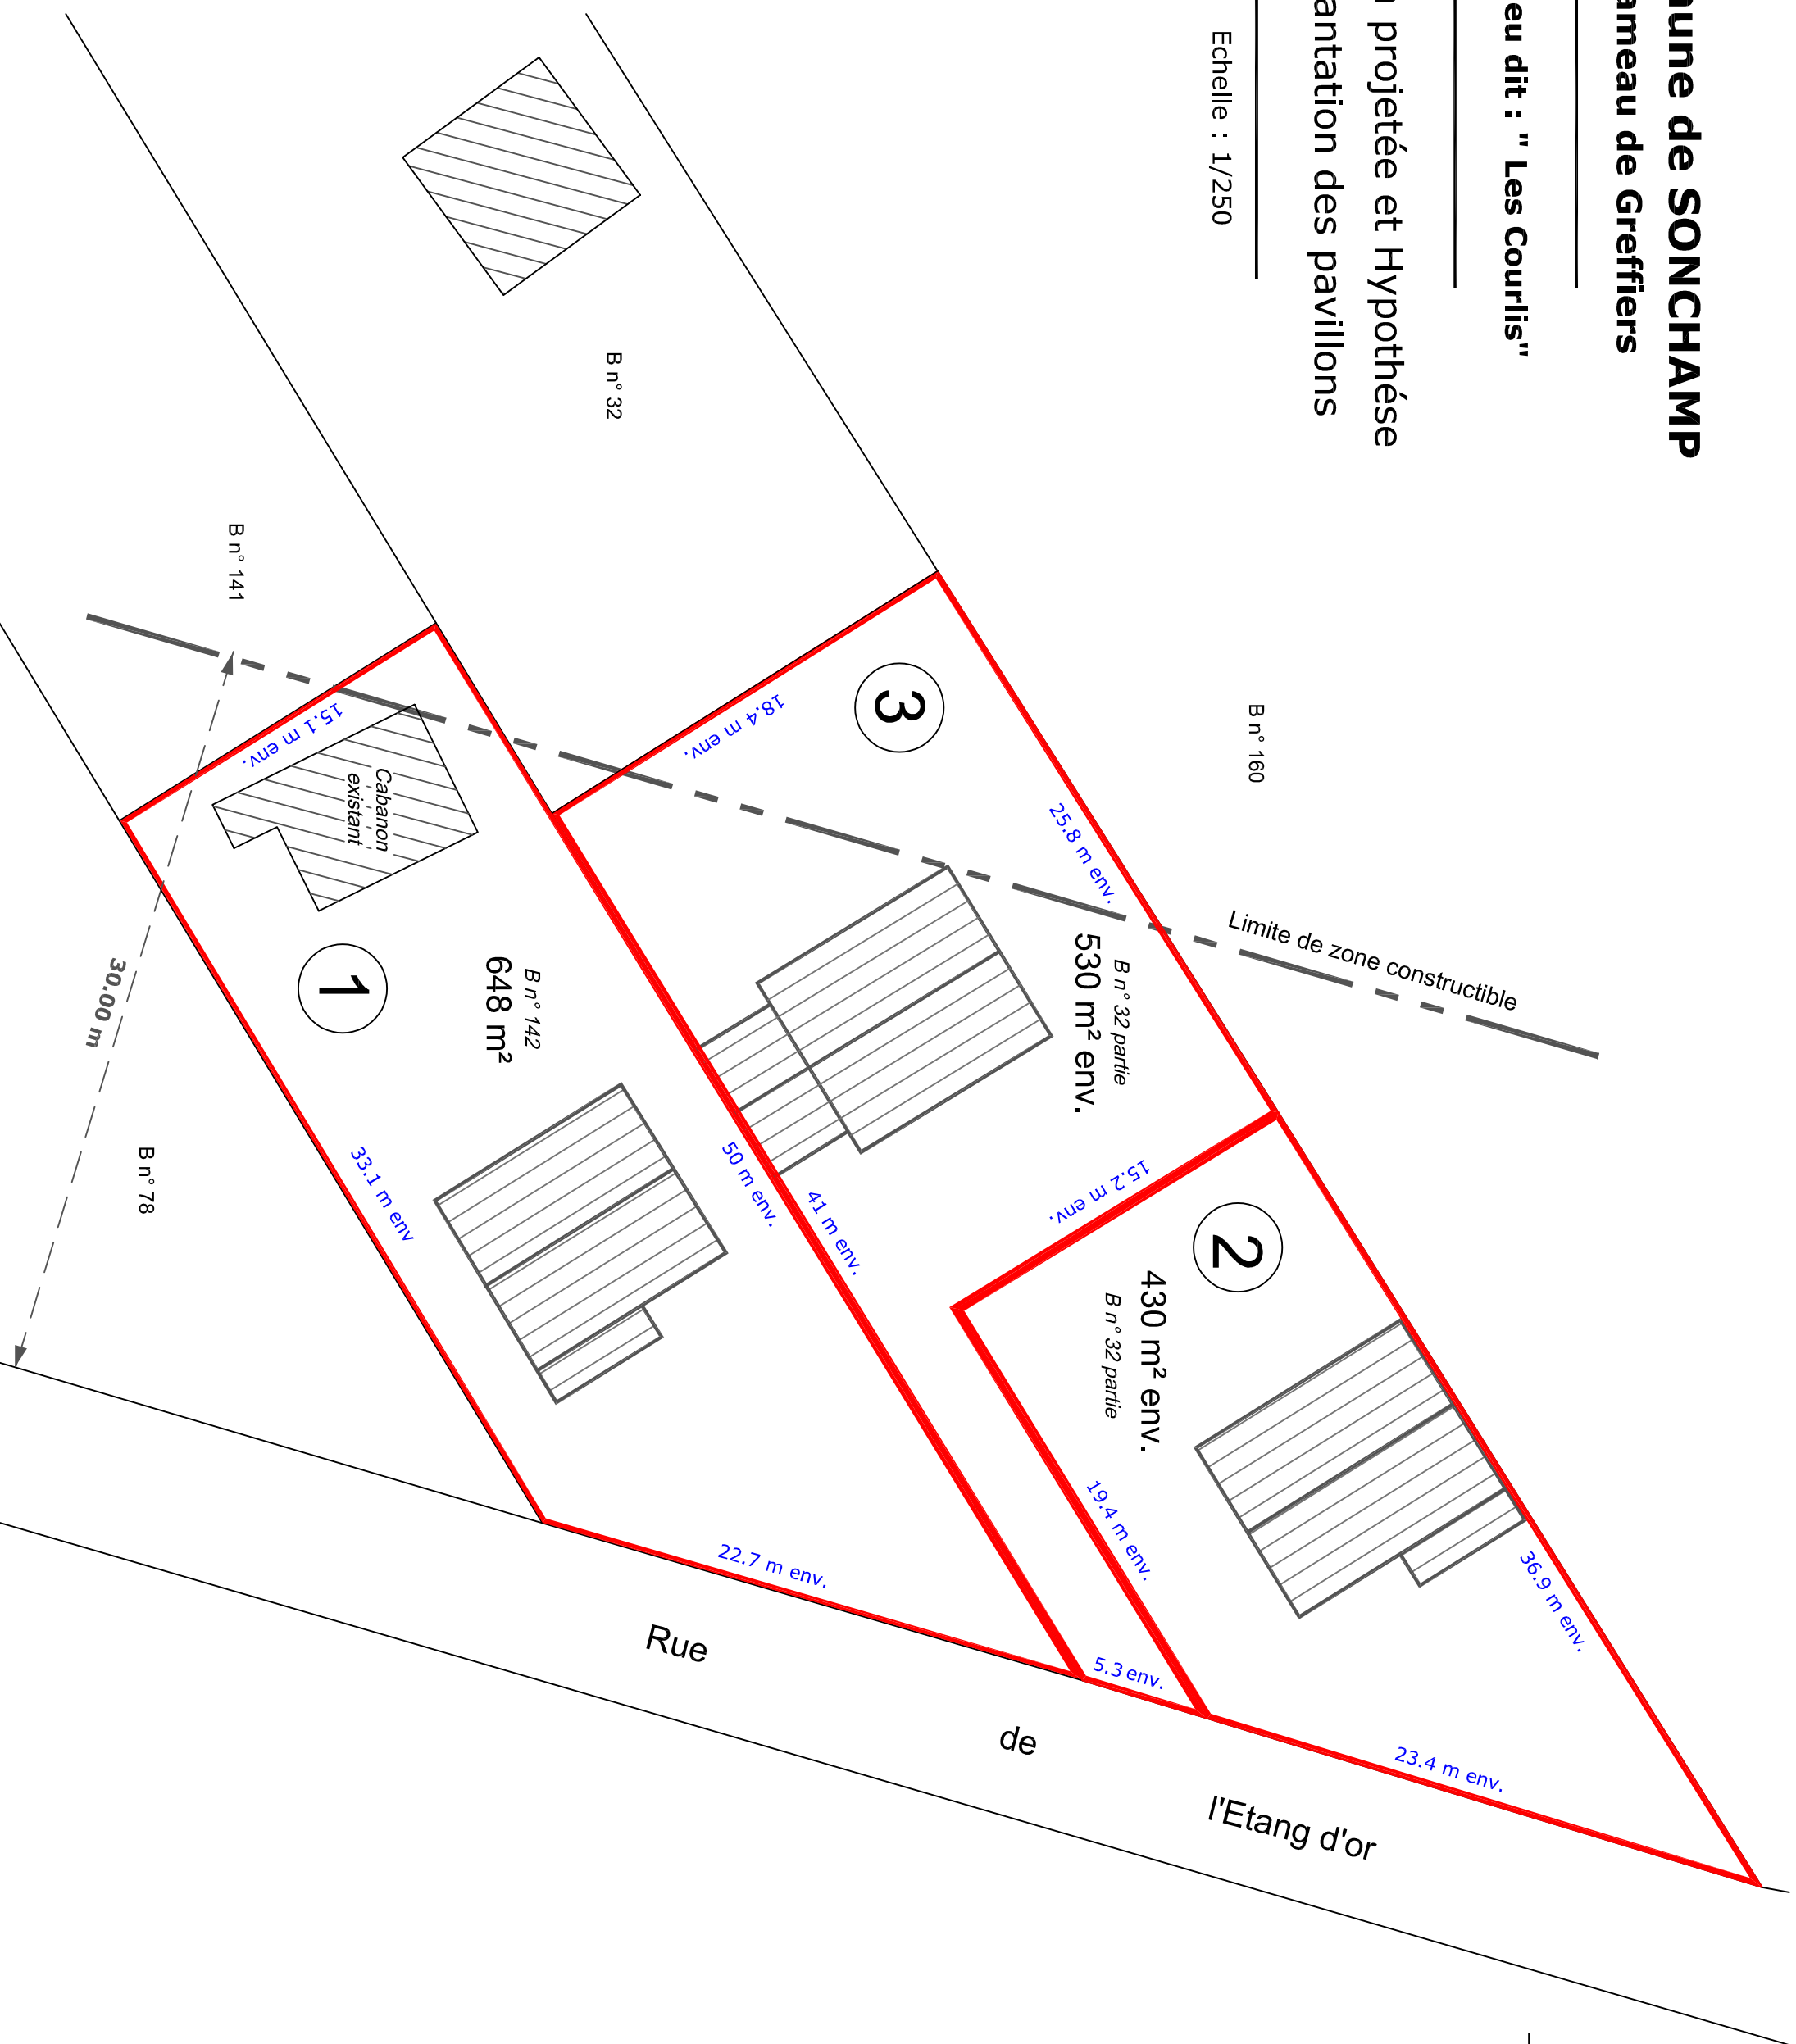 une de SONCHAMP
ameau de Greffiers
eu dit : " Les Courlis"
projetée et Hypothése
antation des pavillons
Echelle : 1/250
B n° 32
B n° 141
B n° 160
B n° 78
Limite de zone constructible
3
18.4 m env.
25.8 m env.
B n° 32 partie
530 m² env.
15.1 m env.
Cabanon
existant
1
B n° 142
648 m²
30.00 m
33.1 m env
50 m env.
41 m env.
15.2 m env.
2
430 m² env.
B n° 32 partie
19.4 m env.
36.9 m env.
22.7 m env.
5.3 env.
23.4 m env.
Rue de l'Etang d'or